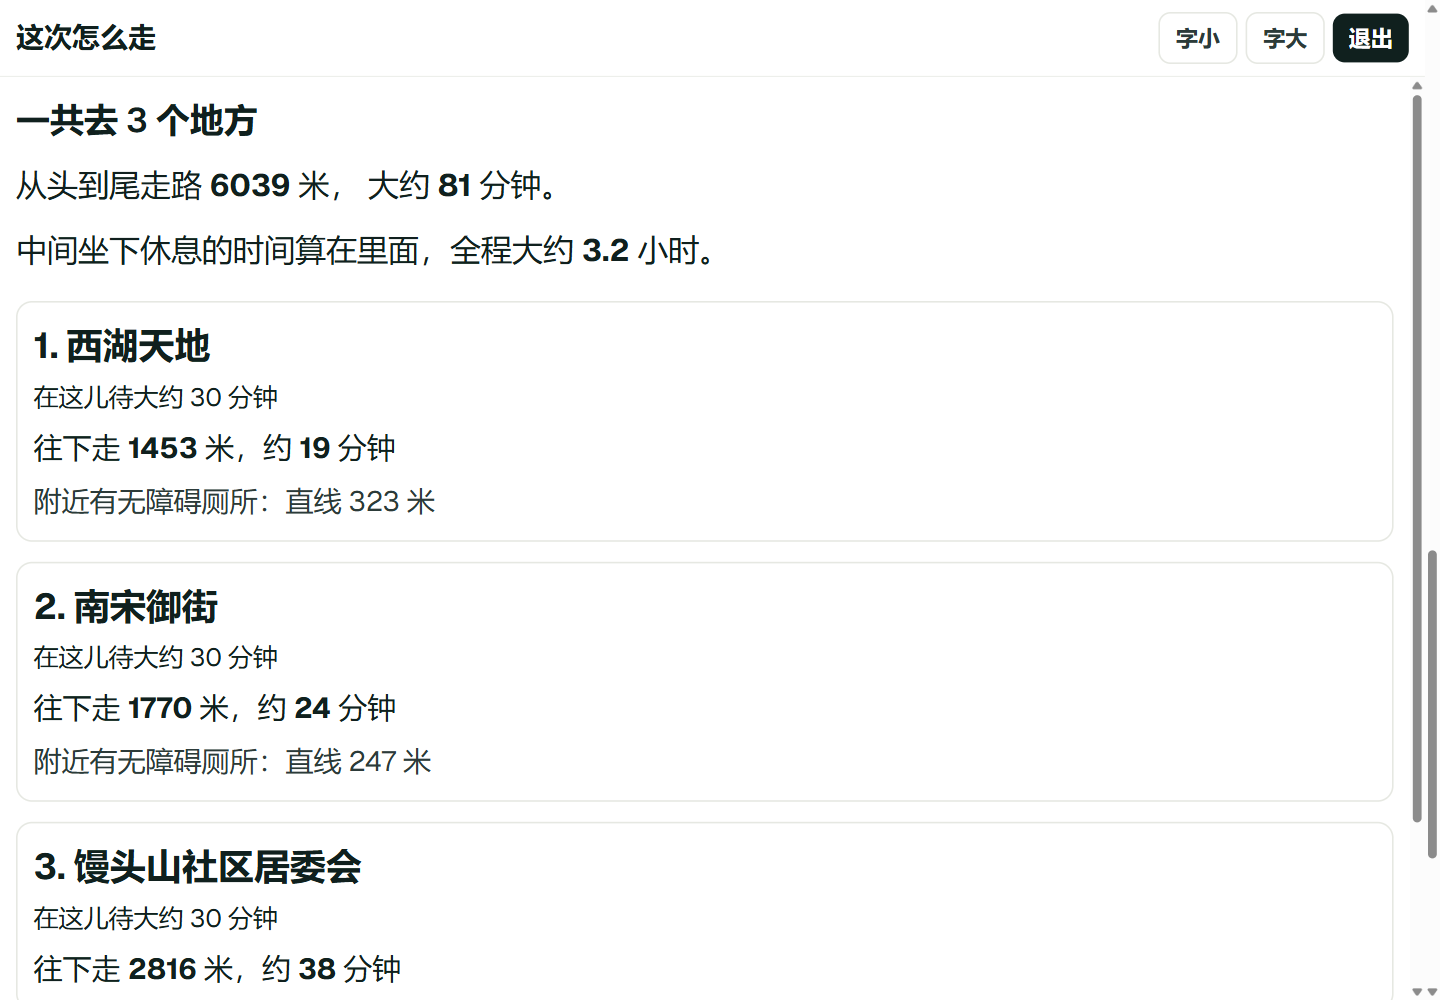 这次怎么走
字小 字大 退出
一共去 3 个地方
从头到尾走路 6039 米， 大约 81 分钟。
中间坐下休息的时间算在里面，全程大约 3.2 小时。
1. 西湖天地
在这儿待大约 30 分钟
往下走 1453 米，约 19 分钟
附近有无障碍厕所：直线 323 米
2. 南宋御街
在这儿待大约 30 分钟
往下走 1770 米，约 24 分钟
附近有无障碍厕所：直线 247 米
3. 馒头山社区居委会
在这儿待大约 30 分钟
往下走 2816 米，约 38 分钟